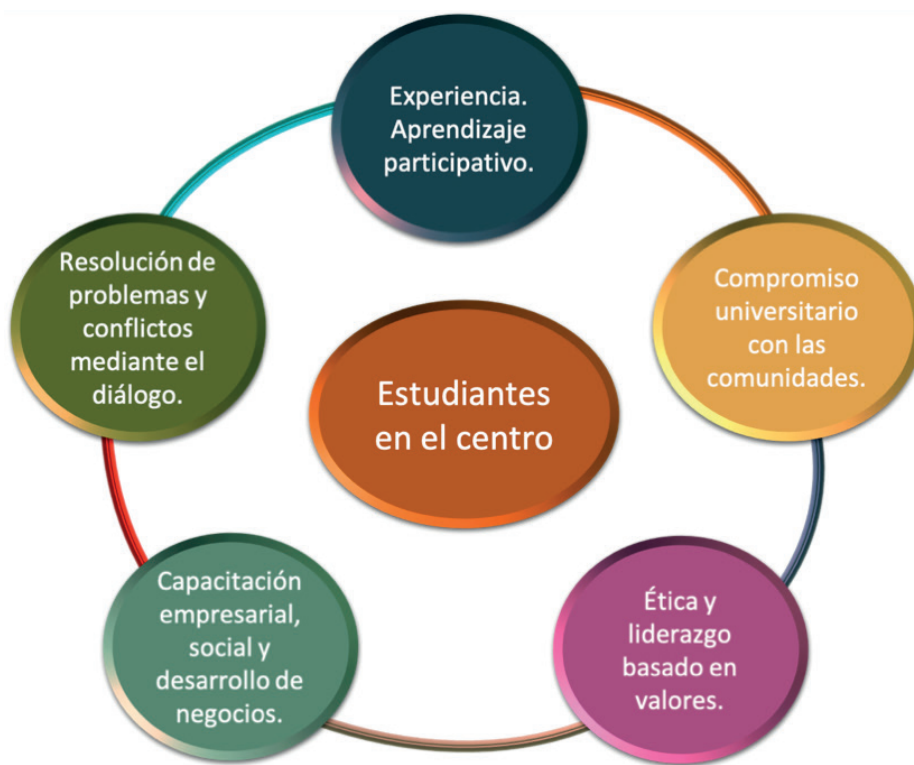 Experiencia.
Aprendizaje
participativo.
Compromiso
universitario
con las
comunidades.
Ética y
liderazgo
basado en
valores.
Capacitación
empresarial,
social y
desarrollo de
negocios.
Resolución de
problemas y
conflictos
mediante el
diálogo.
Estudiantes
en el centro